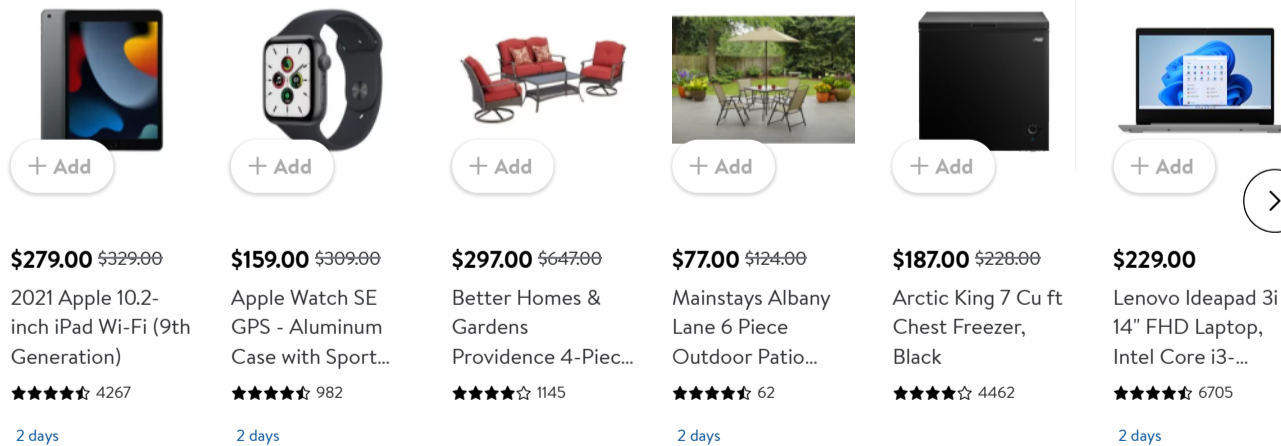 + Add
+ Add
+ Add
+ Add
+ Add
+ Add
$279.00 $329.00
2021 Apple 10.2-
inch iPad Wi-Fi (9th
Generation)
4267
2 days
$159.00 $309.00
Apple Watch SE
GPS - Aluminum
Case with Sport...
982
2 days
$297.00 $647.00
Better Homes &
Gardens
Providence 4-Piec...
1145
$77.00 $124.00
Mainstays Albany
Lane 6 Piece
Outdoor Patio...
62
2 days
$187.00 $228.00
Arctic King 7 Cu ft
Chest Freezer,
Black
4462
$229.00
Lenovo Ideapad 3i
14" FHD Laptop,
Intel Core i3-...
6705
2 days